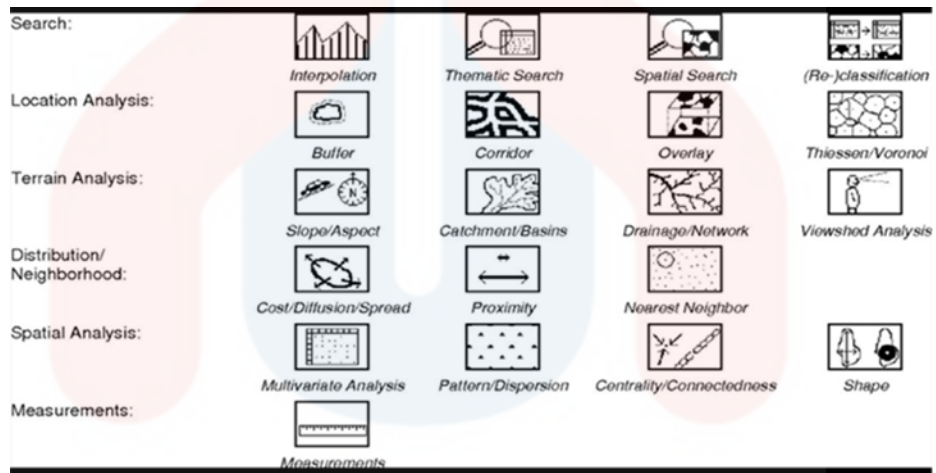 Search:
Interpolation Thematic Search Spatial Search (Re-)classification
Location Analysis:
Buffer Corridor Overlay Thiessen/Voronoi
Terrain Analysis:
N
Slope/Aspect Catchment/Basins Drainage/Network Viewshed Analysis
Distribution/
Neighborhood:
Cost/Diffusion/Spread Proximity Nearest Neighbor
Spatial Analysis:
Multivariate Analysis Pattern/Dispersion Centrality/Connectedness Shape
Measurements:
Measurements